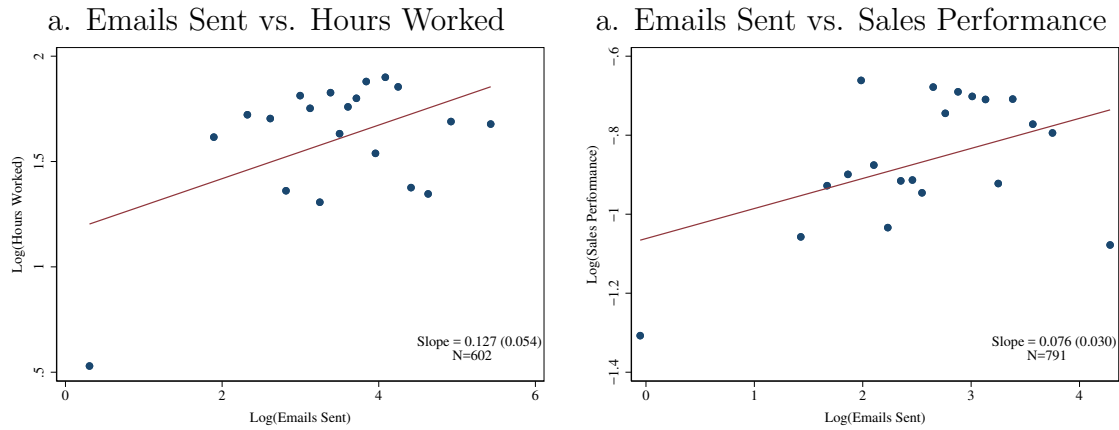 a. Emails Sent vs. Hours Worked
2
1.5
1
.5
Log(Hours Worked)
Slope = 0.127 (0.054)
N=602
0 2 4 6
Log(Emails Sent)
a. Emails Sent vs. Sales Performance
-.6
-.8
-1
-1.2
-1.4
Log(Sales Performance)
Slope = 0.076 (0.030)
N=791
0 1 2 3 4
Log(Emails Sent)